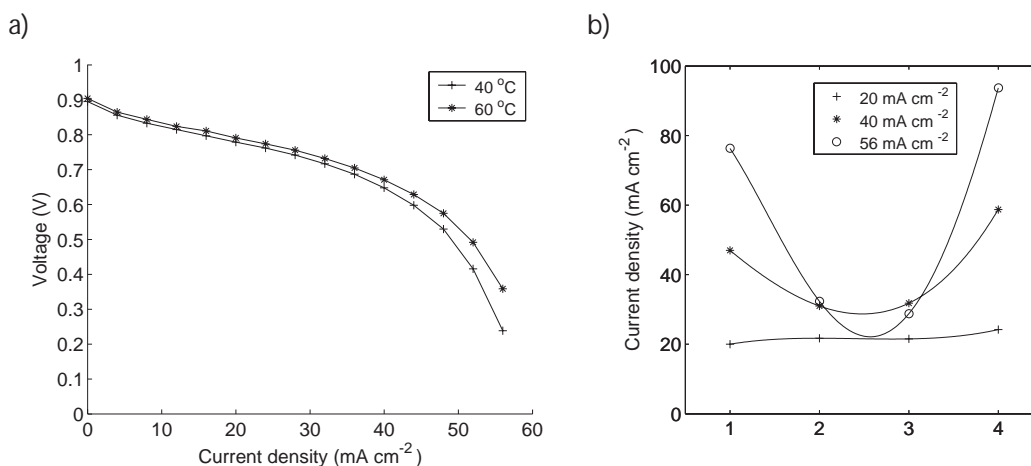 a)
1
0.9
0.8
0.7
0.6
0.5
0.4
0.3
0.2
0.1
0
Voltage (V)
0 10 20 30 40 50 60
Current density (mA cm⁻²)
40 °C
60 °C
b)
100
80
60
40
20
0
Current density (mA cm⁻²)
1 2 3 4
20 mA cm⁻²
40 mA cm⁻²
56 mA cm⁻²